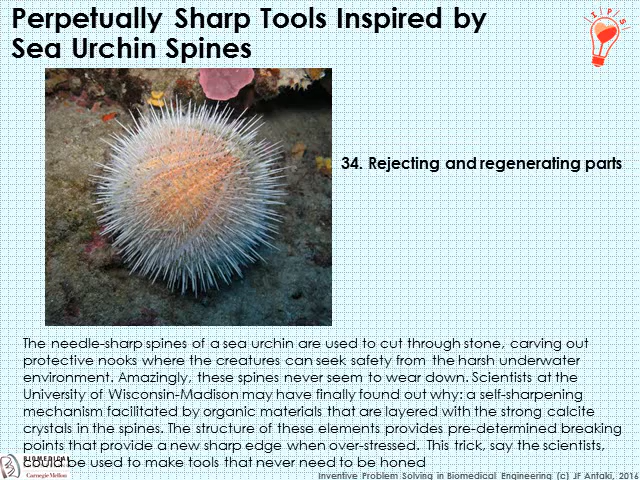 Perpetually Sharp Tools Inspired by
Sea Urchin Spines
I P S
34. Rejecting and regenerating parts
The needle-sharp spines of a sea urchin are used to cut through stone, carving out
protective nooks where the creatures can seek safety from the harsh underwater
environment. Amazingly, these spines never seem to wear down. Scientists at the
University of Wisconsin-Madison may have finally found out why: a self-sharpening
mechanism facilitated by organic materials that are layered with the strong calcite
crystals in the spines. The structure of these elements provides pre-determined breaking
points that provide a new sharp edge when over-stressed.  This trick, say the scientists,
could be used to make tools that never need to be honed
BIOMEDICAL
Carnegie Mellon
Inventive Problem Solving in Biomedical Engineering (c) JF Antaki, 2016